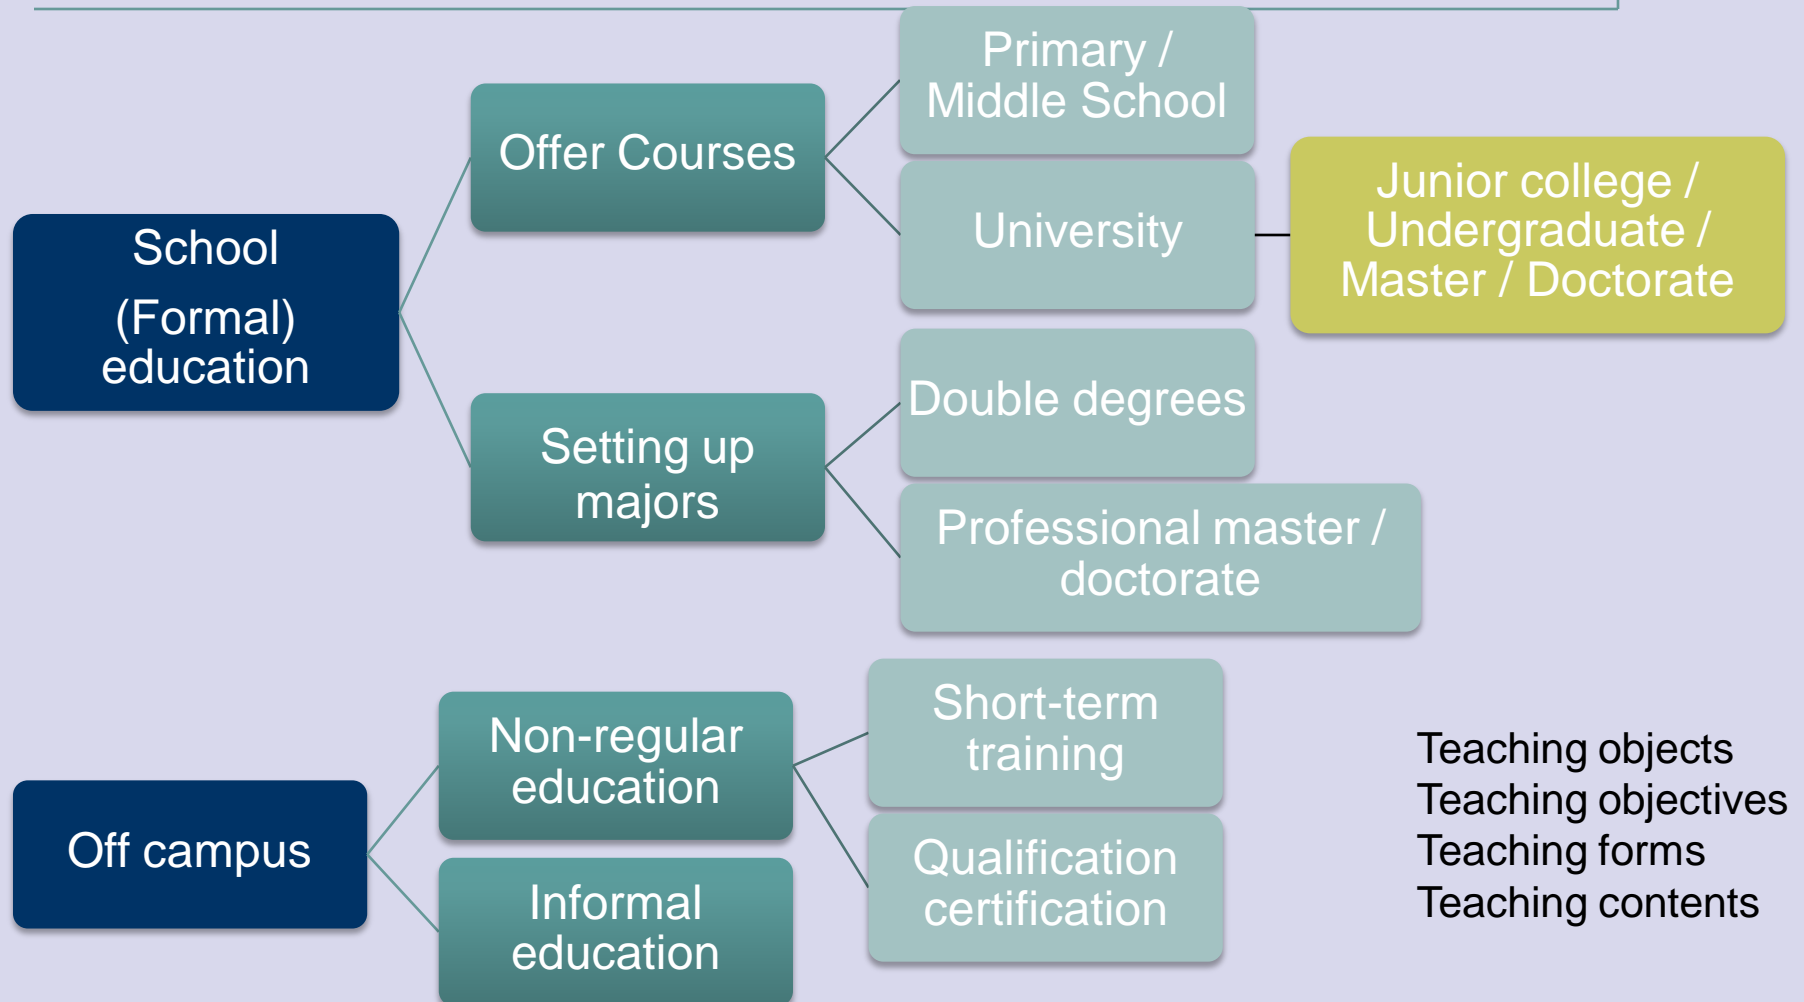 School
(Formal)
education
Offer Courses
Primary /
Middle School
University
Junior college /
Undergraduate /
Master / Doctorate
Setting up
majors
Double degrees
Professional master /
doctorate
Off campus
Non-regular
education
Short-term
training
Qualification
certification
Informal
education
Teaching objects
Teaching objectives
Teaching forms
Teaching contents